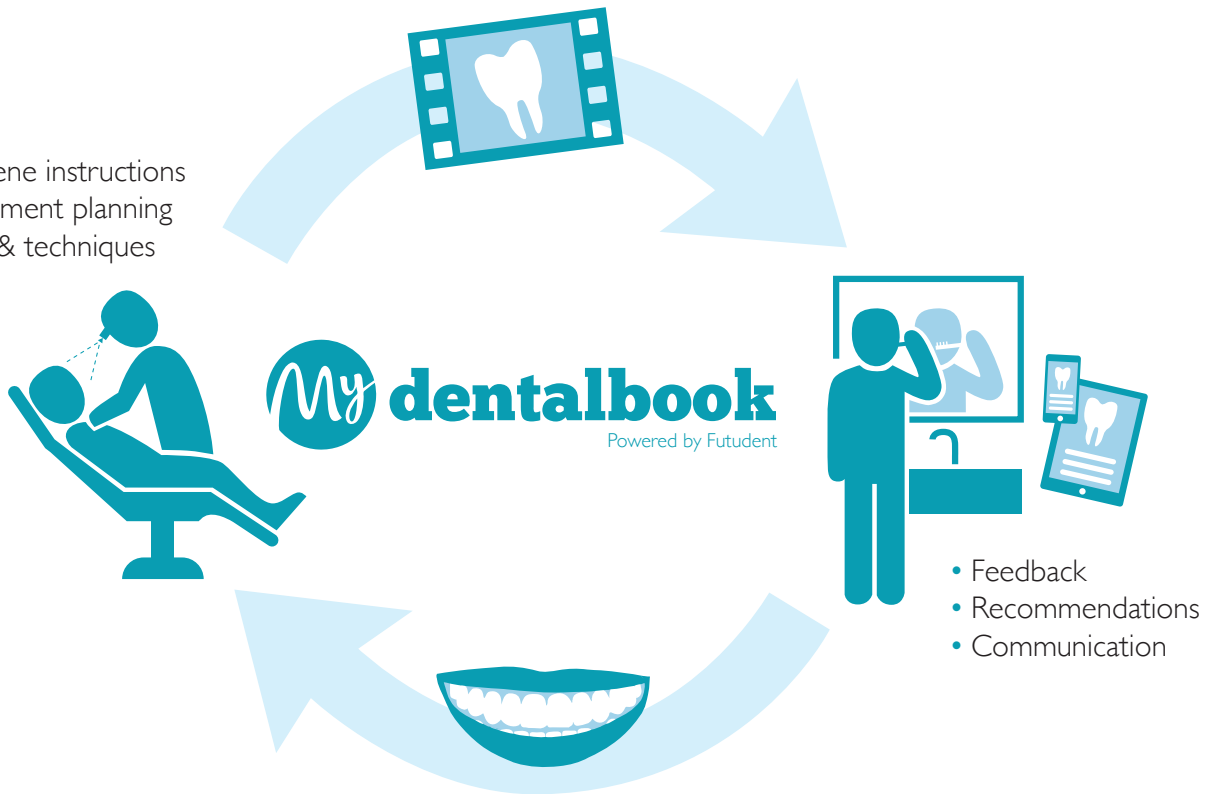 ene instructions
ment planning
& techniques
My dentalbook
Powered by Futudent
• Feedback
• Recommendations
• Communication